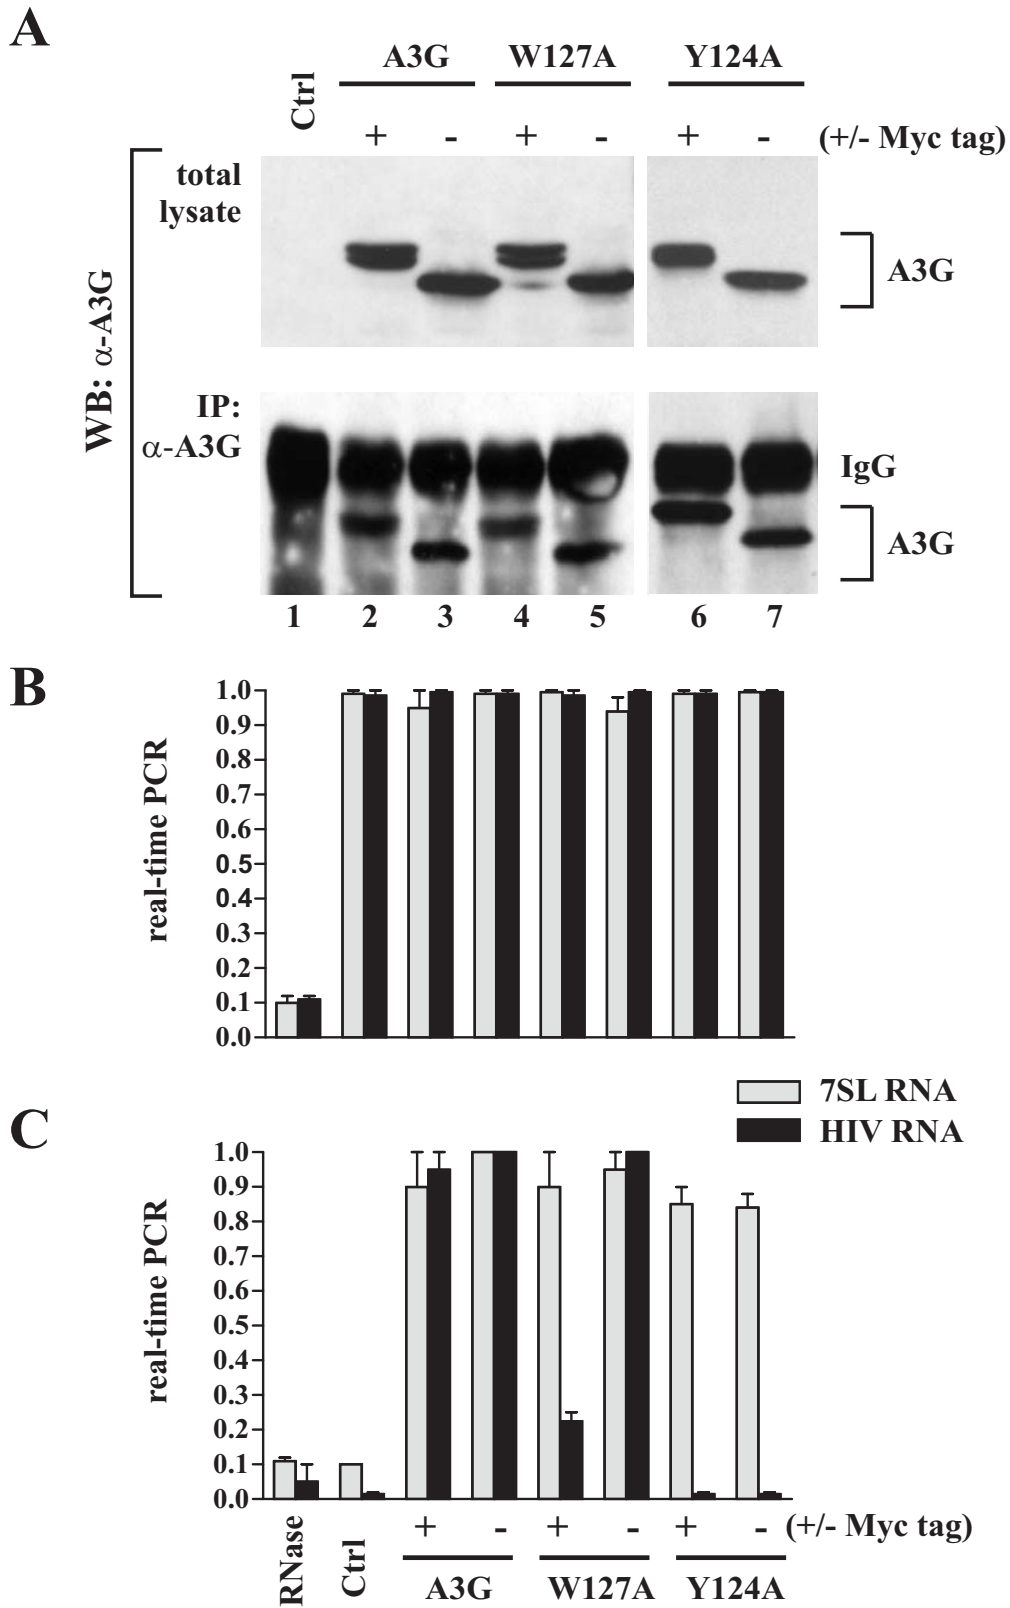 A
A3G W127A Y124A
Ctrl
+ - + - + - (+/- Myc tag)
total
lysate
A3G
WB: α-A3G
IP:
α-A3G
IgG
A3G
1 2 3 4 5 6 7
B
1.0
0.9
0.8
0.7
0.6
0.5
0.4
0.3
0.2
0.1
0.0
real-time PCR
7SL RNA
HIV RNA
C
1.0
0.9
0.8
0.7
0.6
0.5
0.4
0.3
0.2
0.1
0.0
real-time PCR
RNase
Ctrl
+ - + - + - (+/- Myc tag)
A3G W127A Y124A